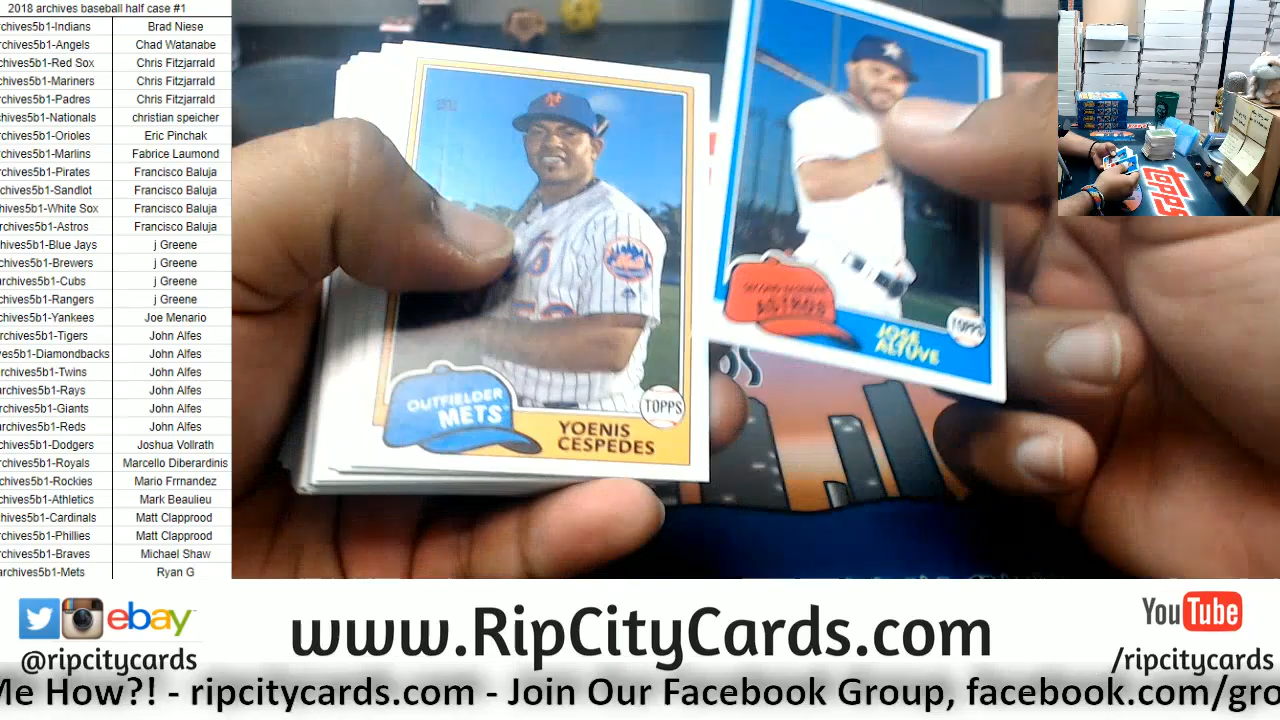 2018 archives baseball half case #1
rchives5b1-Indians Brad Niese
rchives5b1-Angels Chad Watanabe
rchives5b1-Red Sox Chris Fitzjarrald
rchives5b1-Mariners Chris Fitzjarrald
rchives5b1-Padres Chris Fitzjarrald
rchives5b1-Nationals christian speicher
rchives5b1-Orioles Eric Pinchak
rchives5b1-Marlins Fabrice Laumond
rchives5b1-Pirates Francisco Baluja
rchives5b1-Sandlot Francisco Baluja
hives5b1-White Sox Francisco Baluja
rchives5b1-Astros Francisco Baluja
hives5b1-Blue Jays j Greene
rchives5b1-Brewers j Greene
archives5b1-Cubs j Greene
rchives5b1-Rangers j Greene
rchives5b1-Yankees Joe Menario
rchives5b1-Tigers John Alfes
ves5b1-Diamondbacks John Alfes
rchives5b1-Twins John Alfes
rchives5b1-Rays John Alfes
rchives5b1-Giants John Alfes
rchives5b1-Reds John Alfes
rchives5b1-Dodgers Joshua Vollrath
rchives5b1-Royals Marcello Diberardinis
rchives5b1-Rockies Mario Frrnandez
rchives5b1-Athletics Mark Beaulieu
hives5b1-Cardinals Matt Clapprood
rchives5b1-Phillies Matt Clapprood
rchives5b1-Braves Michael Shaw
archives5b1-Mets Ryan G
OUTFIELDER
METS
YOENIS
CESPEDES
TOPPS
SECOND BASEMAN
ASTROS
JOSE
ALTUVE
TOPPS
TOPPS
ebay
@ripcitycards
www.RipCityCards.com
YouTube
/ripcitycards
Me How?! - ripcitycards.com - Join Our Facebook Group, facebook.com/gro